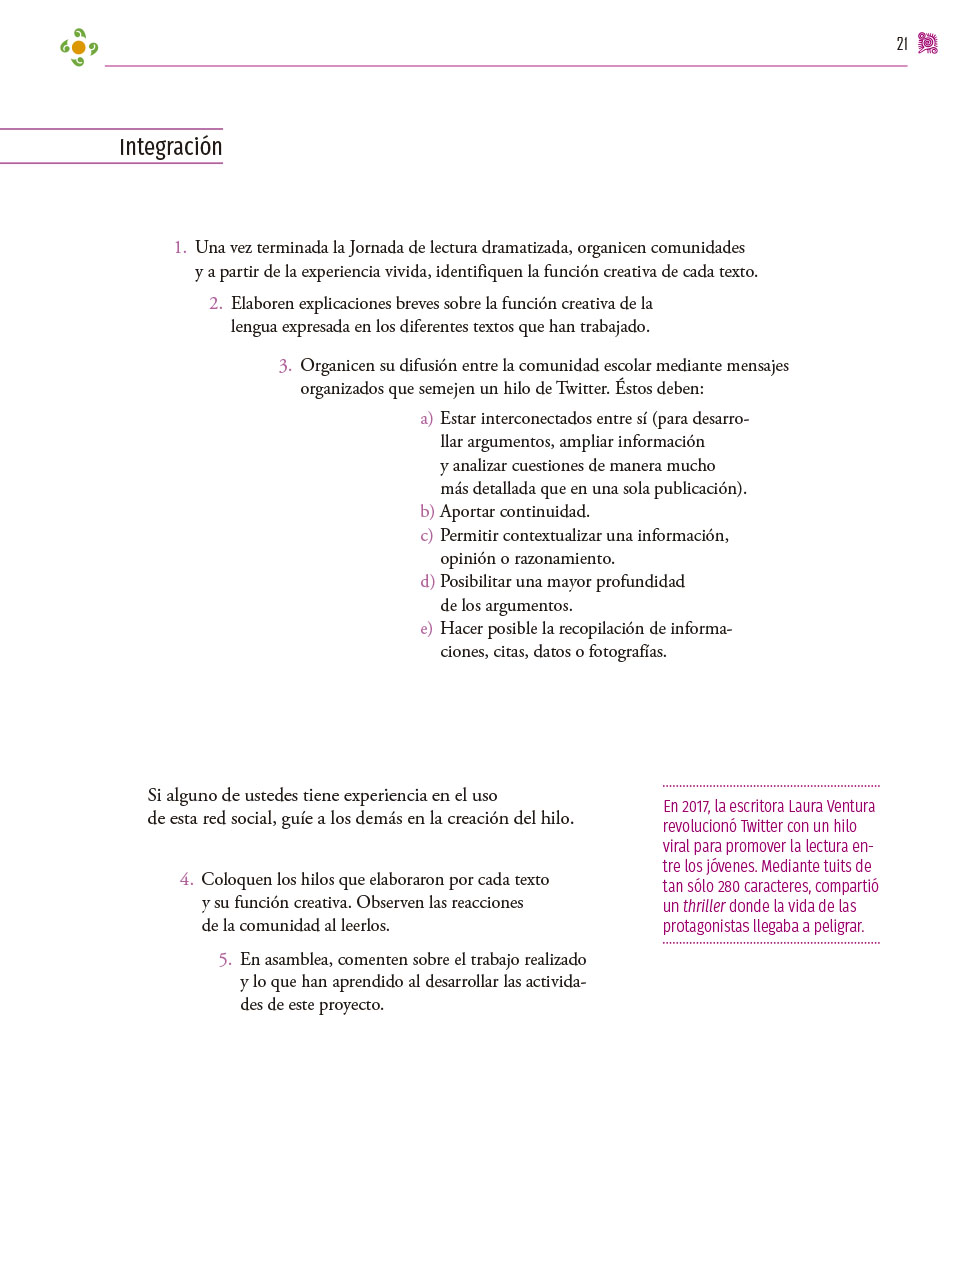 21
Integración
1. Una vez terminada la Jornada de lectura dramatizada, organicen comunidades
y a partir de la experiencia vivida, identifiquen la función creativa de cada texto.
2. Elaboren explicaciones breves sobre la función creativa de la
lengua expresada en los diferentes textos que han trabajado.
3. Organicen su difusión entre la comunidad escolar mediante mensajes
organizados que semejen un hilo de Twitter. Éstos deben:
a) Estar interconectados entre sí (para desarro-
llar argumentos, ampliar información
y analizar cuestiones de manera mucho
más detallada que en una sola publicación).
b) Aportar continuidad.
c) Permitir contextualizar una información,
opinión o razonamiento.
d) Posibilitar una mayor profundidad
de los argumentos.
e) Hacer posible la recopilación de informa-
ciones, citas, datos o fotografías.
Si alguno de ustedes tiene experiencia en el uso
de esta red social, guíe a los demás en la creación del hilo.
4. Coloquen los hilos que elaboraron por cada texto
y su función creativa. Observen las reacciones
de la comunidad al leerlos.
5. En asamblea, comenten sobre el trabajo realizado
y lo que han aprendido al desarrollar las activida-
des de este proyecto.
En 2017, la escritora Laura Ventura
revolucionó Twitter con un hilo
viral para promover la lectura en-
tre los jóvenes. Mediante tuits de
tan sólo 280 caracteres, compartió
un thriller donde la vida de las
protagonistas llegaba a peligrar.